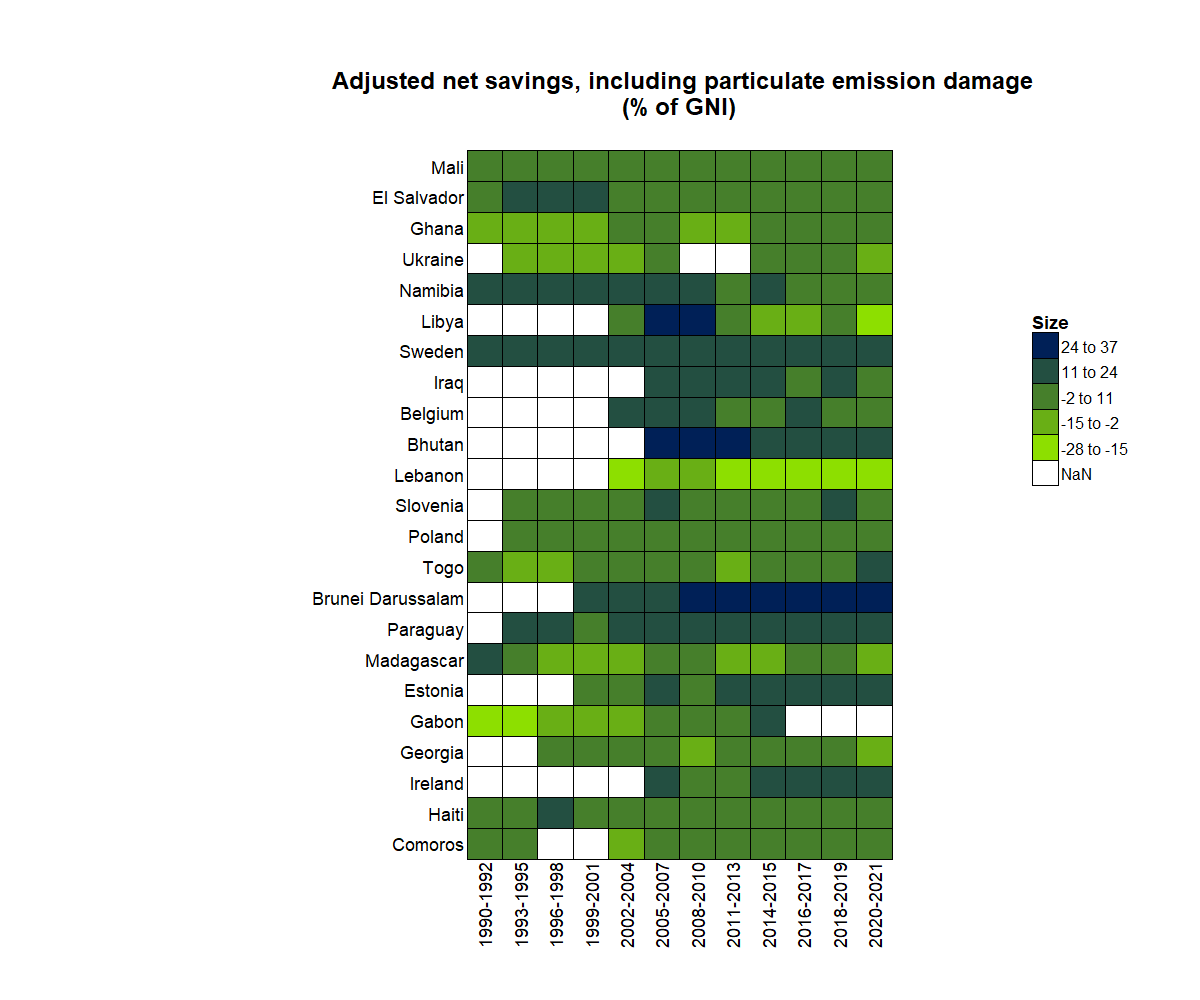 Adjusted net savings, including particulate emission damage
(% of GNI)
Mali
El Salvador
Ghana
Ukraine
Namibia
Libya
Sweden
Iraq
Belgium
Bhutan
Lebanon
Slovenia
Poland
Togo
Brunei Darussalam
Paraguay
Madagascar
Estonia
Gabon
Georgia
Ireland
Haiti
Comoros
1990-1992
1993-1995
1996-1998
1999-2001
2002-2004
2005-2007
2008-2010
2011-2013
2014-2015
2016-2017
2018-2019
2020-2021
Size
24 to 37
11 to 24
-2 to 11
-15 to -2
-28 to -15
NaN